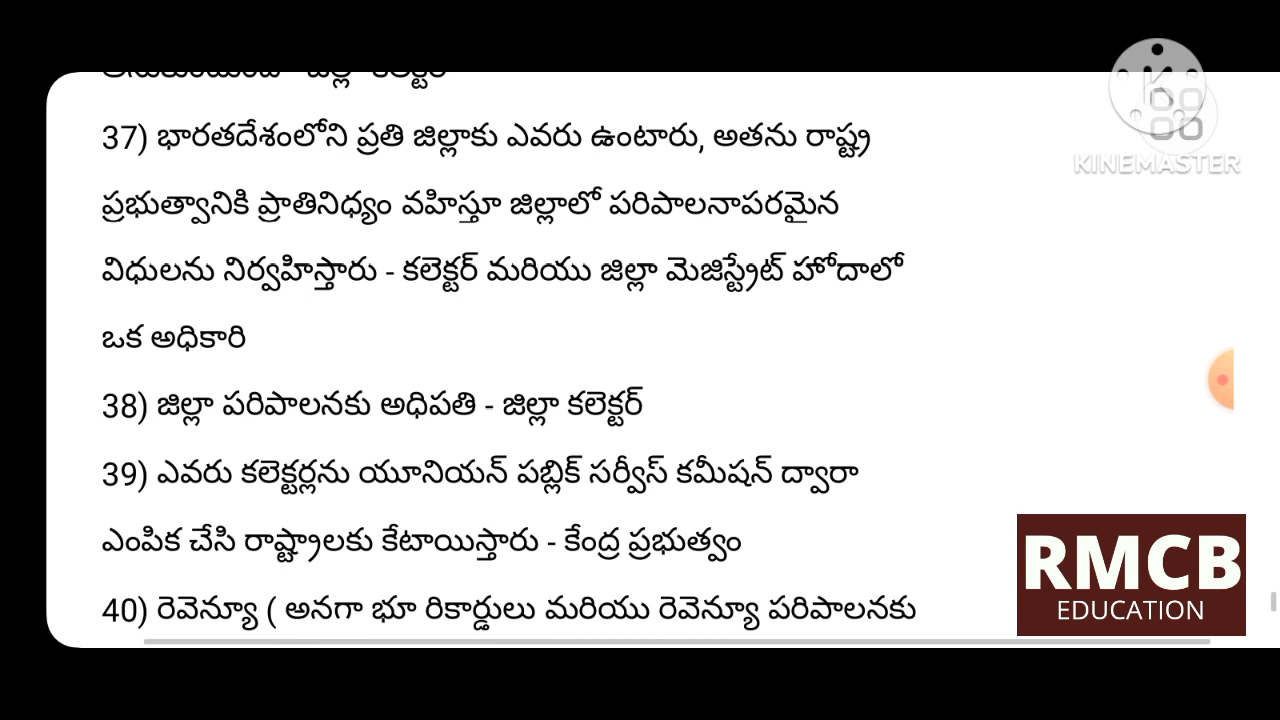 జిల్లా కలెక్టర్
37) భారతదేశంలోని ప్రతి జిల్లాకు ఎవరు ఉంటారు, అతను రాష్ట్ర
ప్రభుత్వానికి ప్రాతినిధ్యం వహిస్తూ జిల్లాలో పరిపాలనాపరమైన
విధులను నిర్వహిస్తారు - కలెక్టర్ మరియు జిల్లా మెజిస్ట్రేట్ హోదాలో
ఒక అధికారి
38) జిల్లా పరిపాలనకు అధిపతి - జిల్లా కలెక్టర్
39) ఎవరు కలెక్టర్లను యూనియన్ పబ్లిక్ సర్వీస్ కమీషన్ ద్వారా
ఎంపిక చేసి రాష్ట్రాలకు కేటాయిస్తారు - కేంద్ర ప్రభుత్వం
40) రెవెన్యూ ( అనగా భూ రికార్డులు మరియు రెవెన్యూ పరిపాలనకు
KINEMASTER
RMCB
EDUCATION